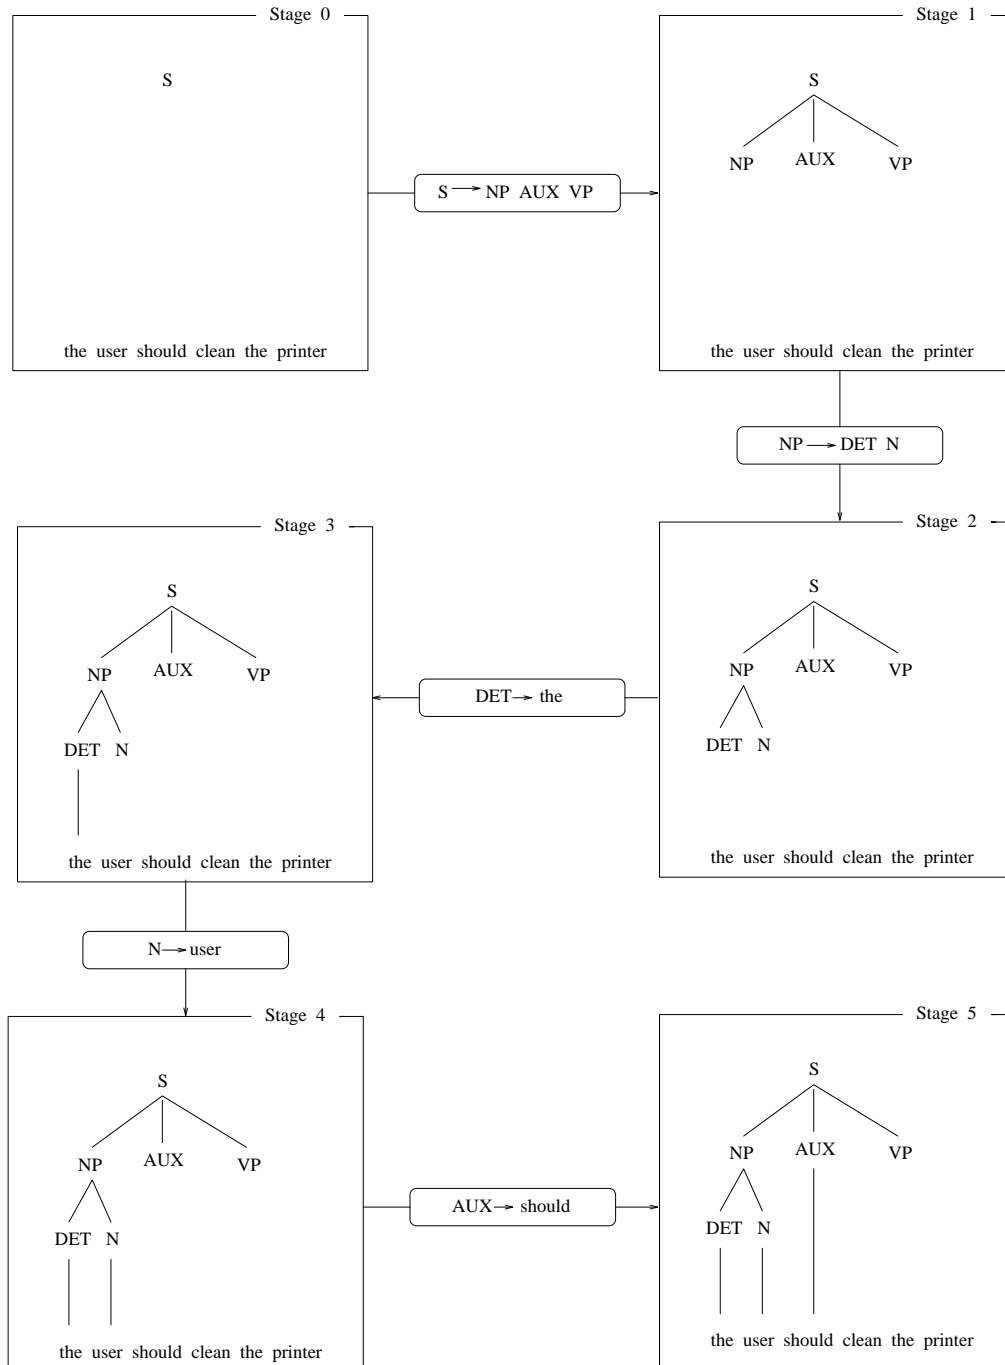 Stage 0
S
the user should clean the printer
S → NP AUX VP
Stage 1
S
NP AUX VP
the user should clean the printer
NP → DET N
Stage 2
S
NP AUX VP
DET N
the user should clean the printer
DET → the
Stage 3
S
NP AUX VP
DET N
the user should clean the printer
N → user
Stage 4
S
NP AUX VP
DET N
the user should clean the printer
AUX → should
Stage 5
S
NP AUX VP
DET N
the user should clean the printer